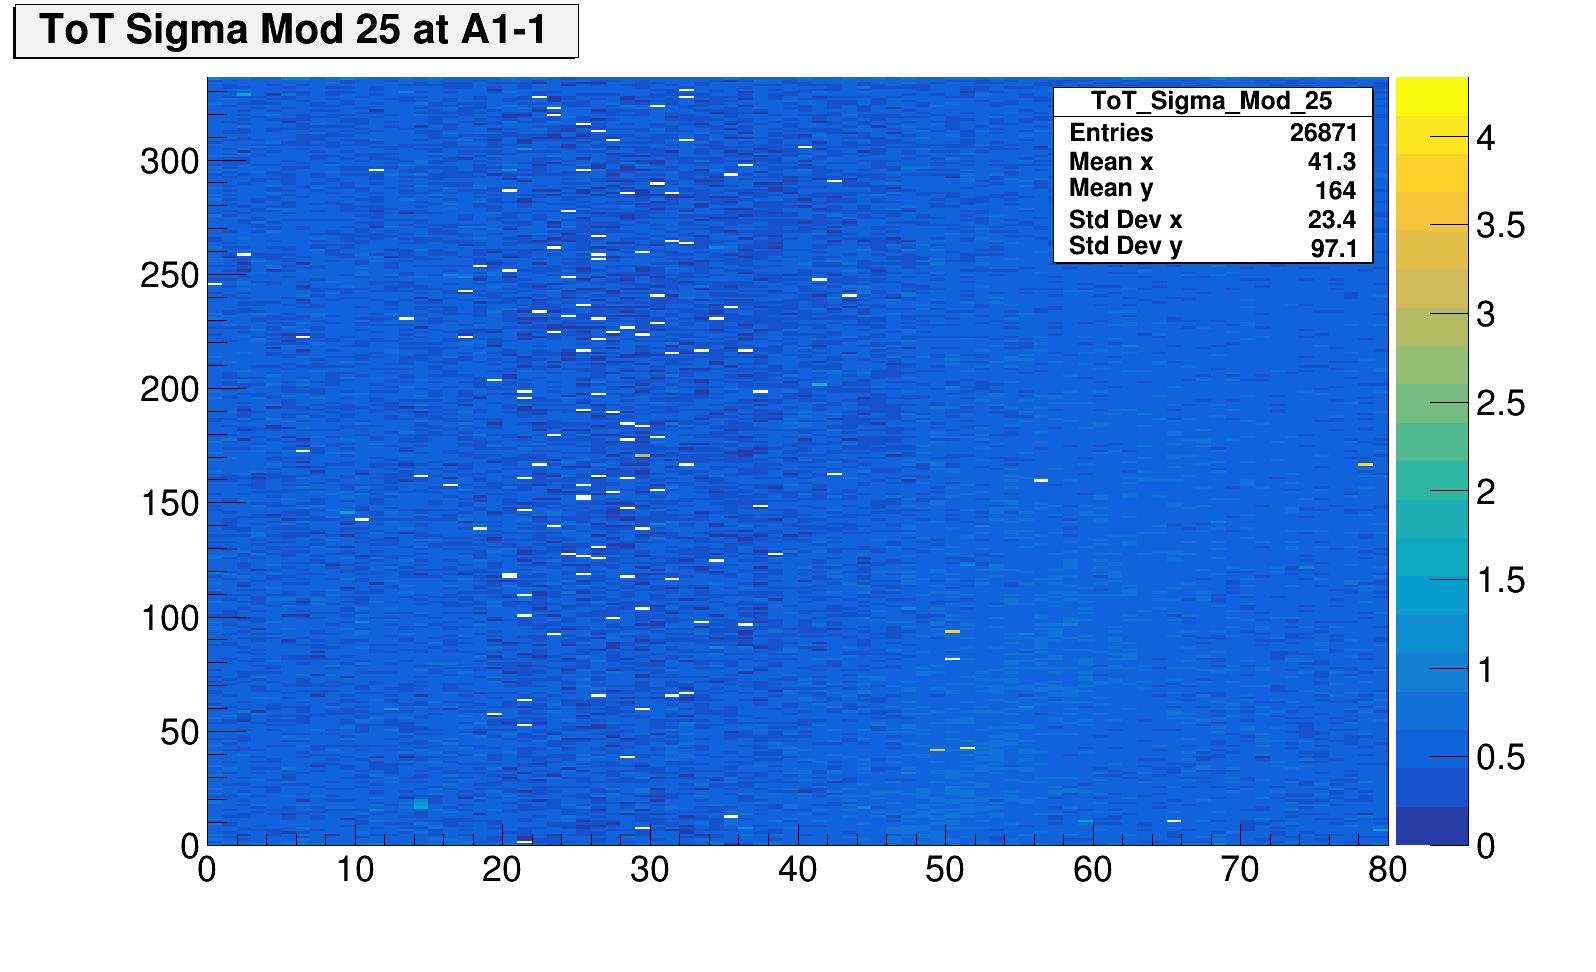 ToT Sigma Mod 25 at A1-1
ToT_Sigma_Mod_25
Entries 26871
Mean x 41.3
Mean y 164
Std Dev x 23.4
Std Dev y 97.1
300
250
200
150
100
50
0
0 10 20 30 40 50 60 70 80
4
3.5
3
2.5
2
1.5
1
0.5
0